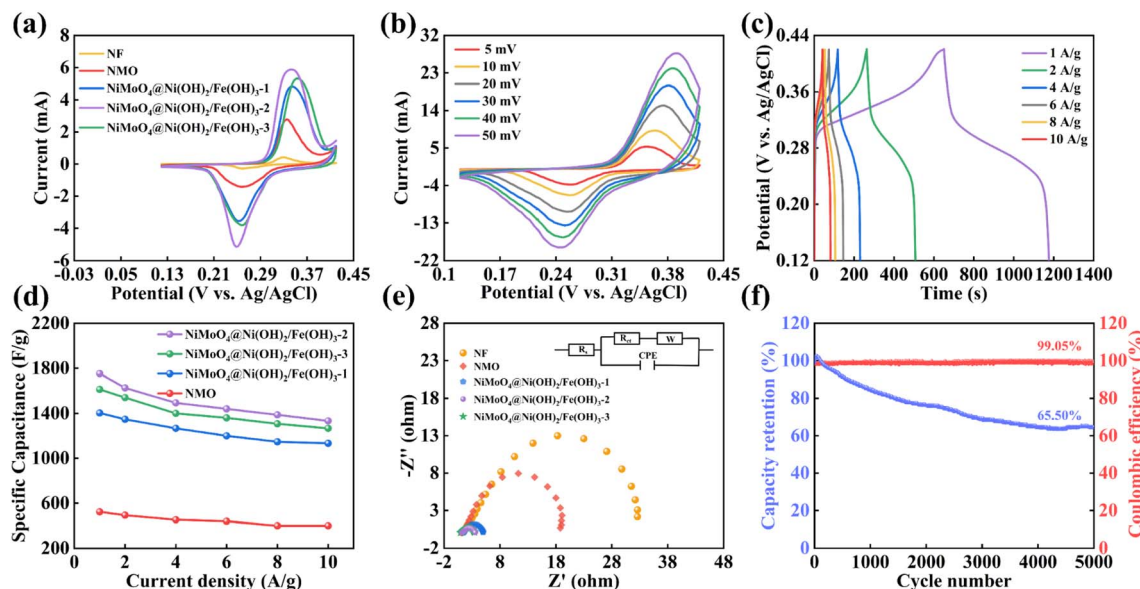 (a)
8
6
4
2
0
-2
-4
-6
Current (mA)
NF
NMO
NiMoO₄@Ni(OH)₂/Fe(OH)₃-1
NiMoO₄@Ni(OH)₂/Fe(OH)₃-2
NiMoO₄@Ni(OH)₂/Fe(OH)₃-3
-0.03 0.05 0.13 0.21 0.29 0.37 0.45
Potential (V vs. Ag/AgCl)
(b)
32
23
14
5
-4
-13
-22
Current (mA)
5 mV
10 mV
20 mV
30 mV
40 mV
50 mV
0.1 0.2 0.3 0.4
Potential (V vs. Ag/AgCl)
(c)
0.44
0.36
0.28
0.20
0.12
Potential (V vs. Ag/AgCl)
1 A/g
2 A/g
4 A/g
6 A/g
8 A/g
10 A/g
0 200 400 600 800 1000 1200 1400
Time (s)
(d)
2200
1800
1400
1000
600
200
Specific Capacitance (F/g)
NiMoO₄@Ni(OH)₂/Fe(OH)₃-2
NiMoO₄@Ni(OH)₂/Fe(OH)₃-3
NiMoO₄@Ni(OH)₂/Fe(OH)₃-1
NMO
0 2 4 6 8 10
Current density (A/g)
(e)
28
23
18
13
8
3
-2
-Z'' (ohm)
NF
NMO
NiMoO₄@Ni(OH)₂/Fe(OH)₃-1
NiMoO₄@Ni(OH)₂/Fe(OH)₃-2
NiMoO₄@Ni(OH)₂/Fe(OH)₃-3
Rₛ
R꜀ₜ
W
CPE
-2 8 18 28 38 48
Z' (ohm)
(f)
120
100
80
60
40
20
0
Capacity retention (%)
99.05%
65.50%
120
100
80
60
40
20
0
Coulombic efficiency (%)
0 1000 2000 3000 4000 5000
Cycle number